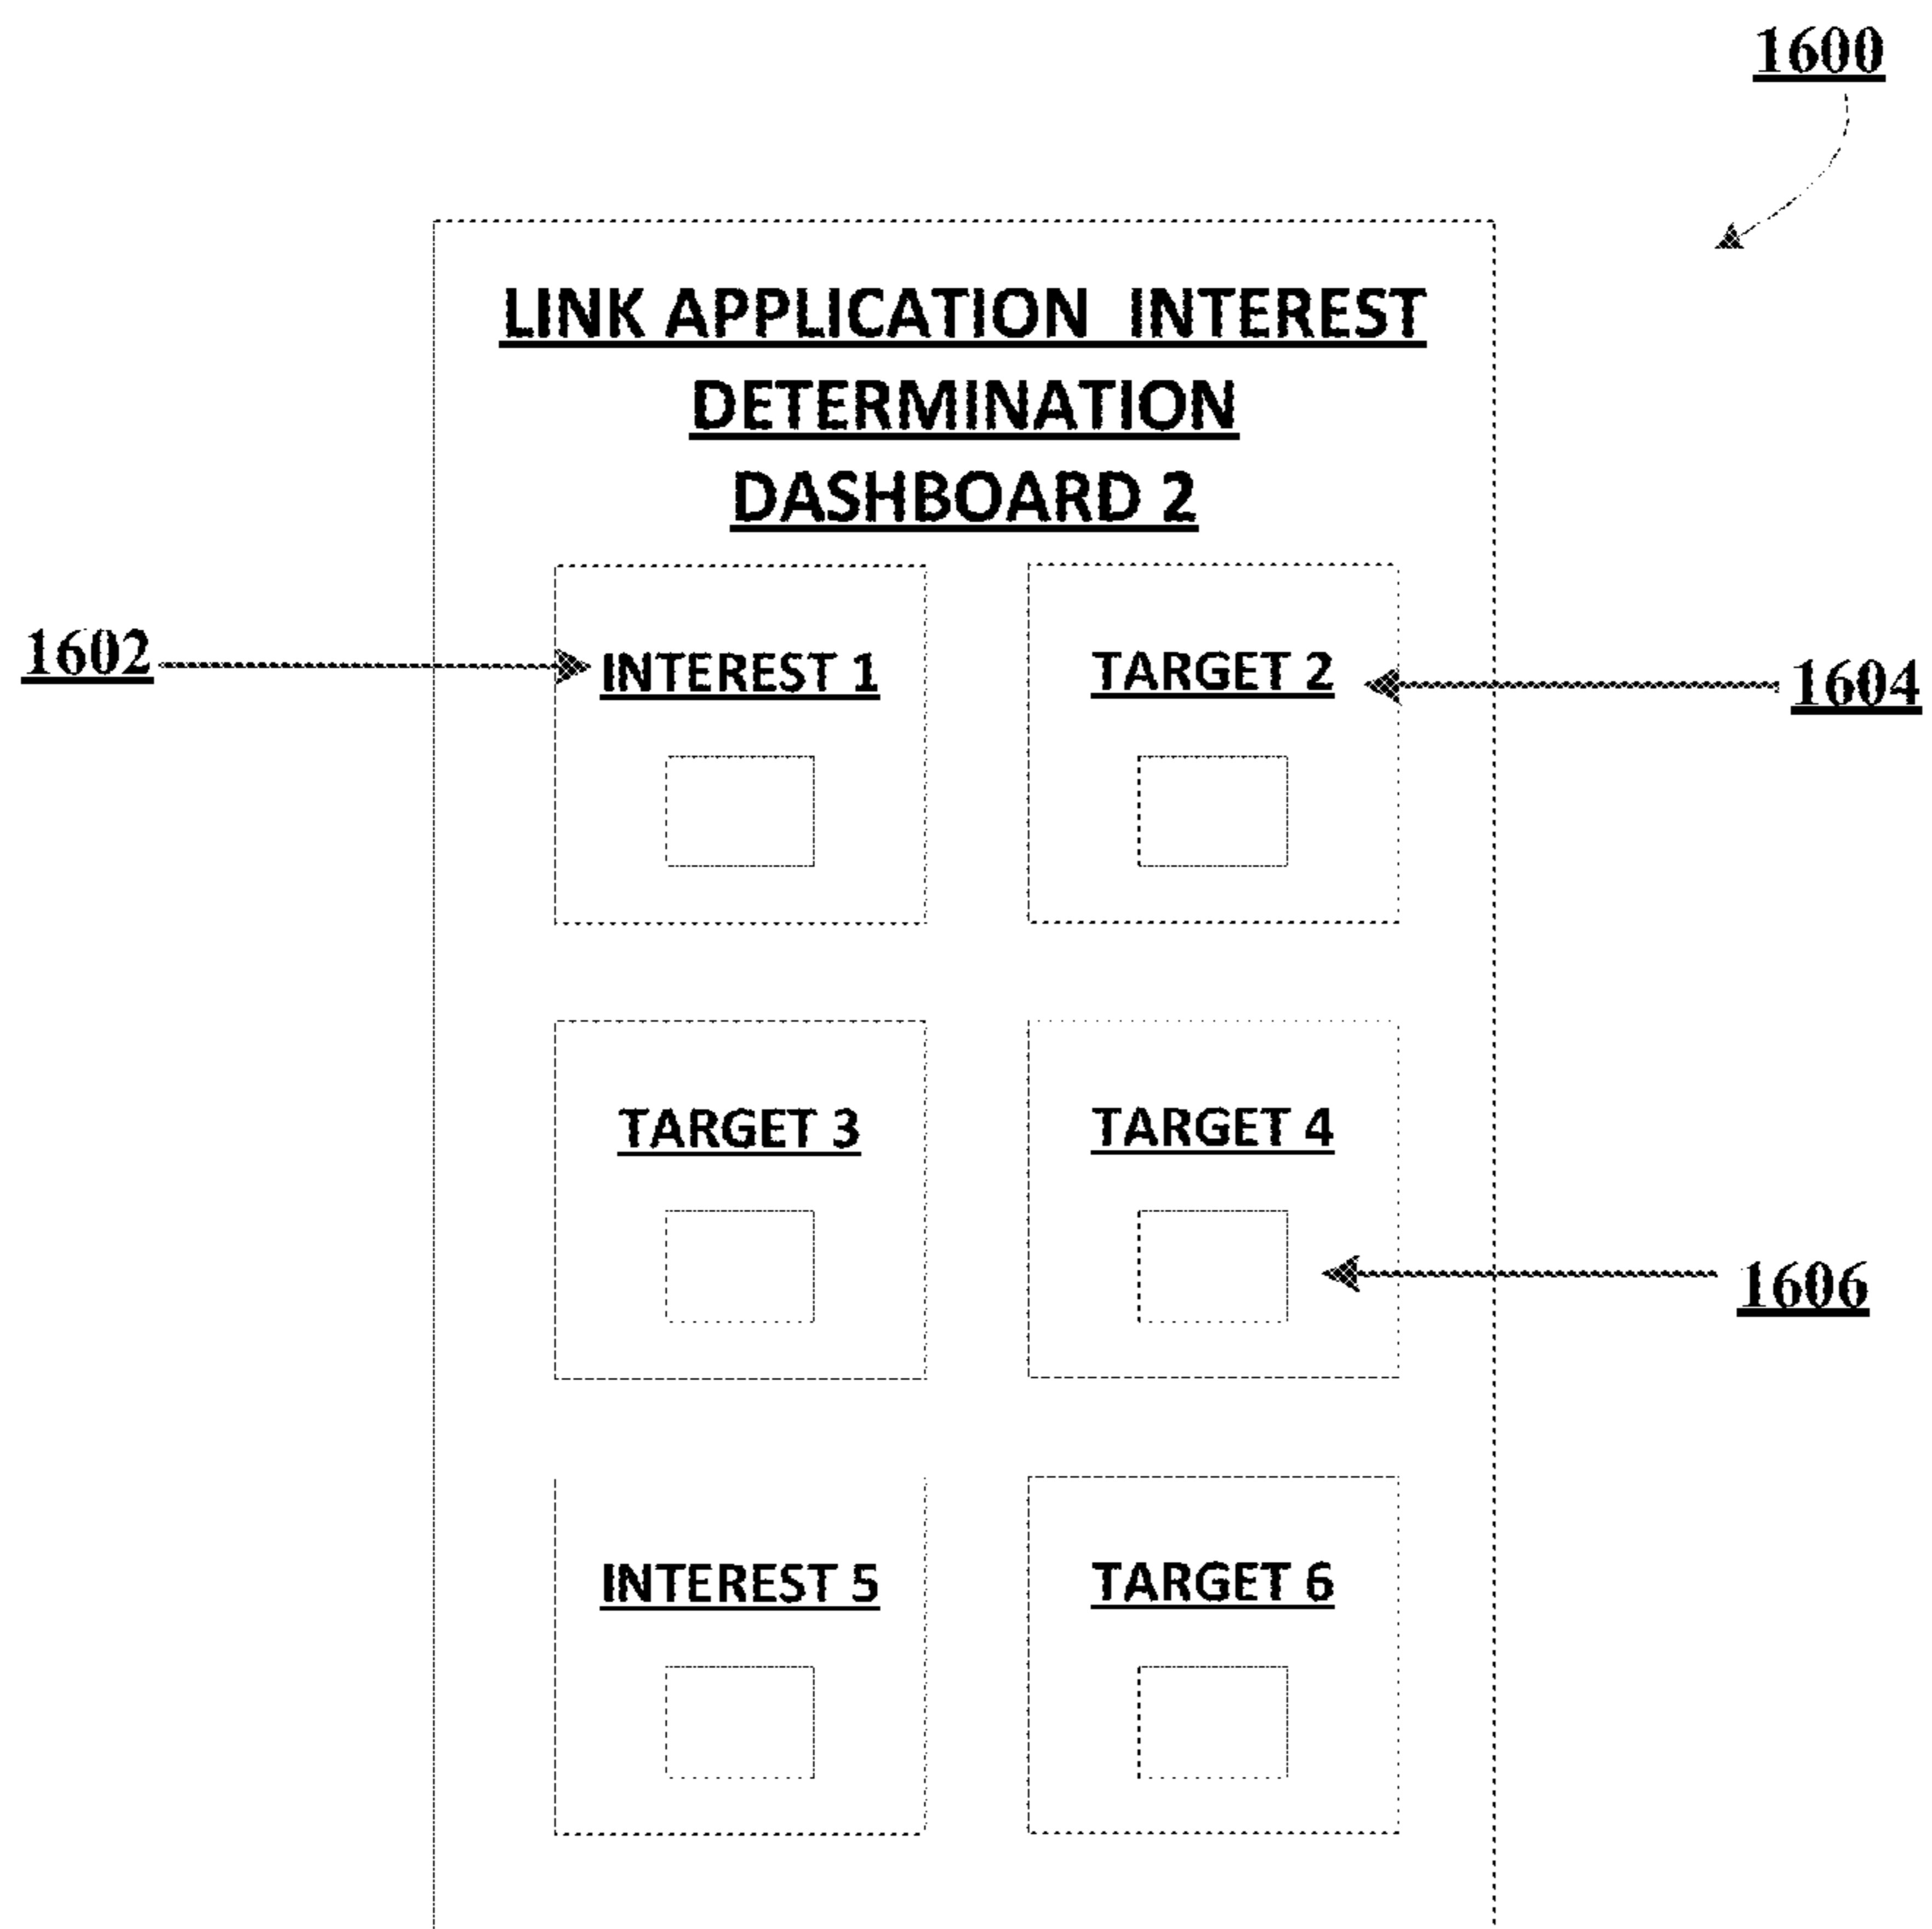 1600
LINK APPLICATION INTEREST
DETERMINATION
DASHBOARD 2
1602
INTEREST 1
TARGET 2
1604
TARGET 3
TARGET 4
1606
INTEREST 5
TARGET 6